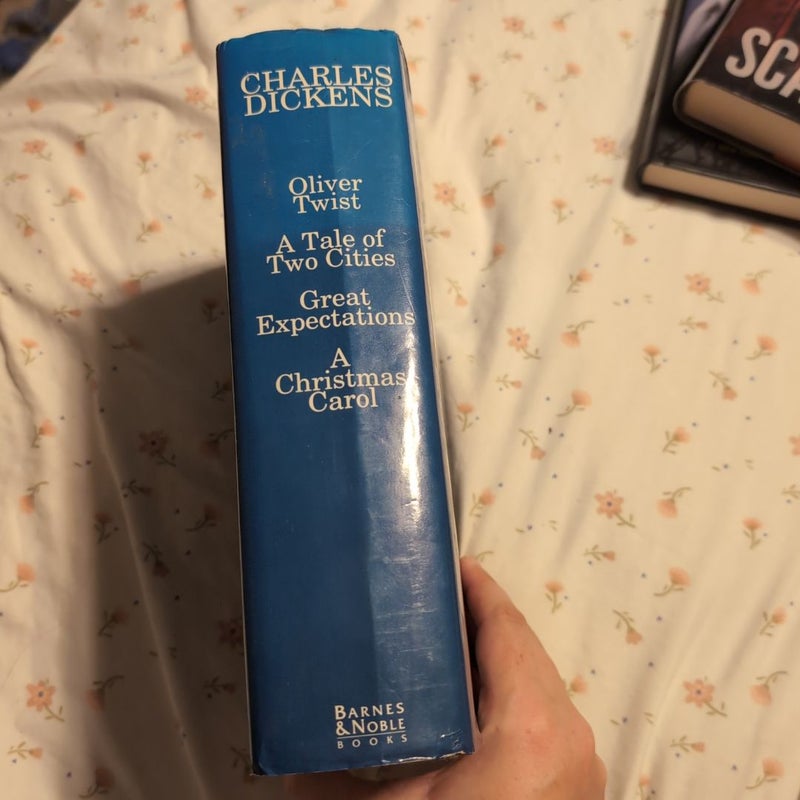 CHARLES
DICKENS
Oliver
Twist
A Tale of
Two Cities
Great
Expectations
A
Christmas
Carol
BARNES
& NOBLE
BOOKS